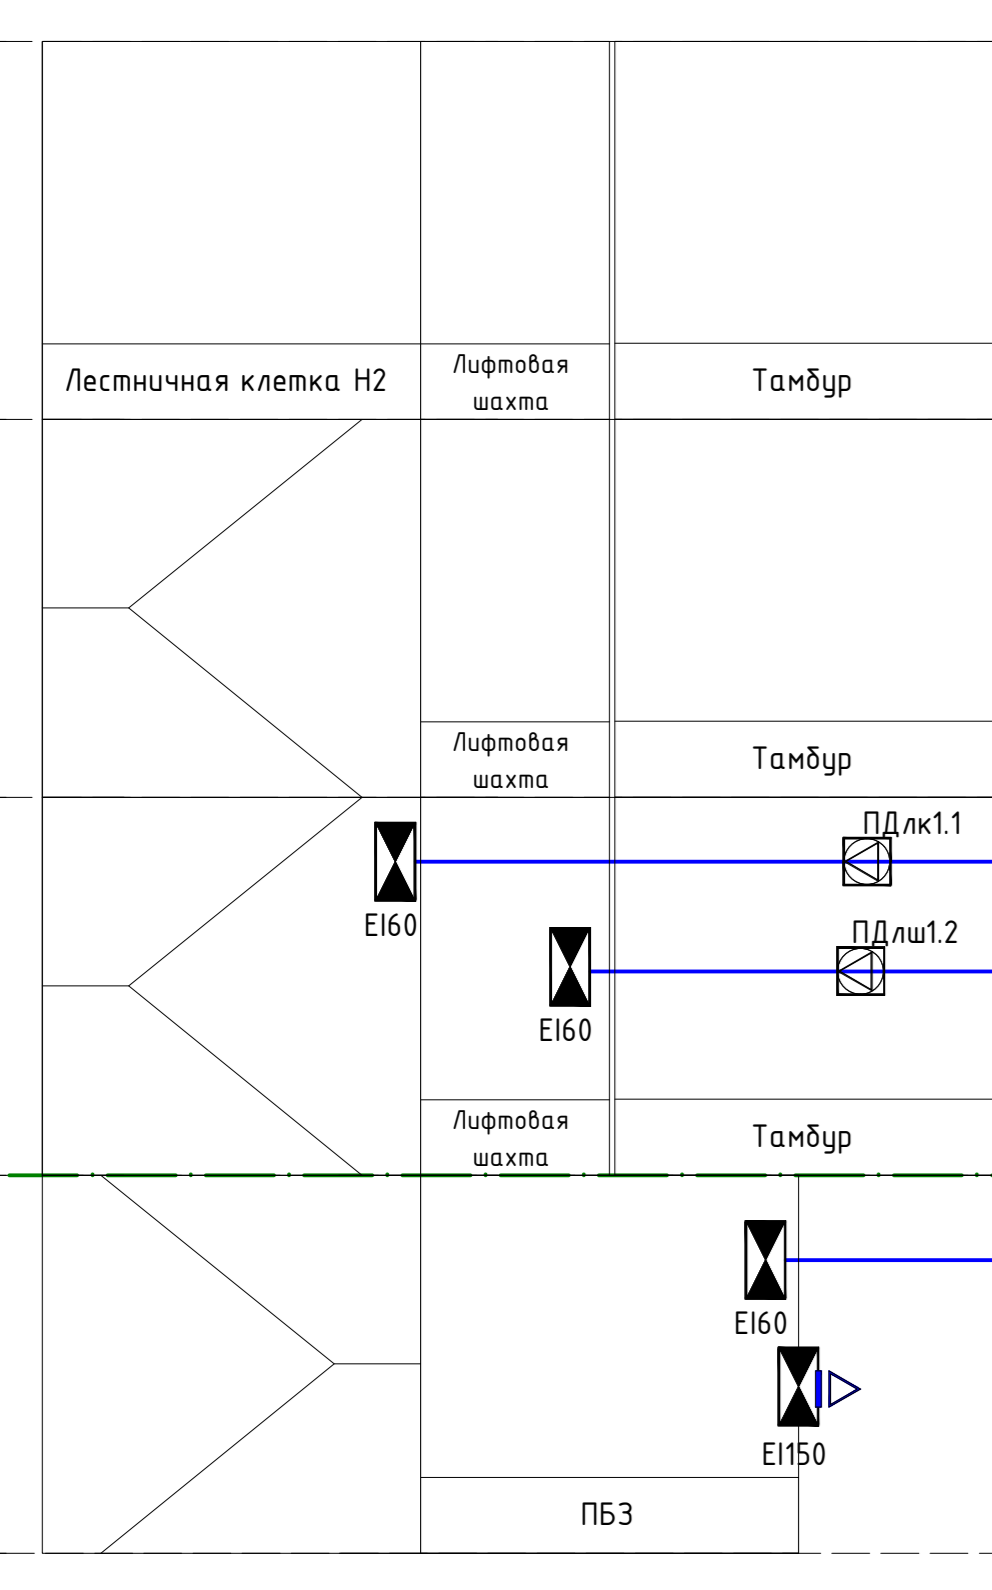 Лестничная клетка Н2
Лифтовая
шахта
Тамбур
Лифтовая
шахта
Тамбур
ПДлк1.1
EI60
ПДлш1.2
EI60
Лифтовая
шахта
Тамбур
EI60
EI150
ПБЗ